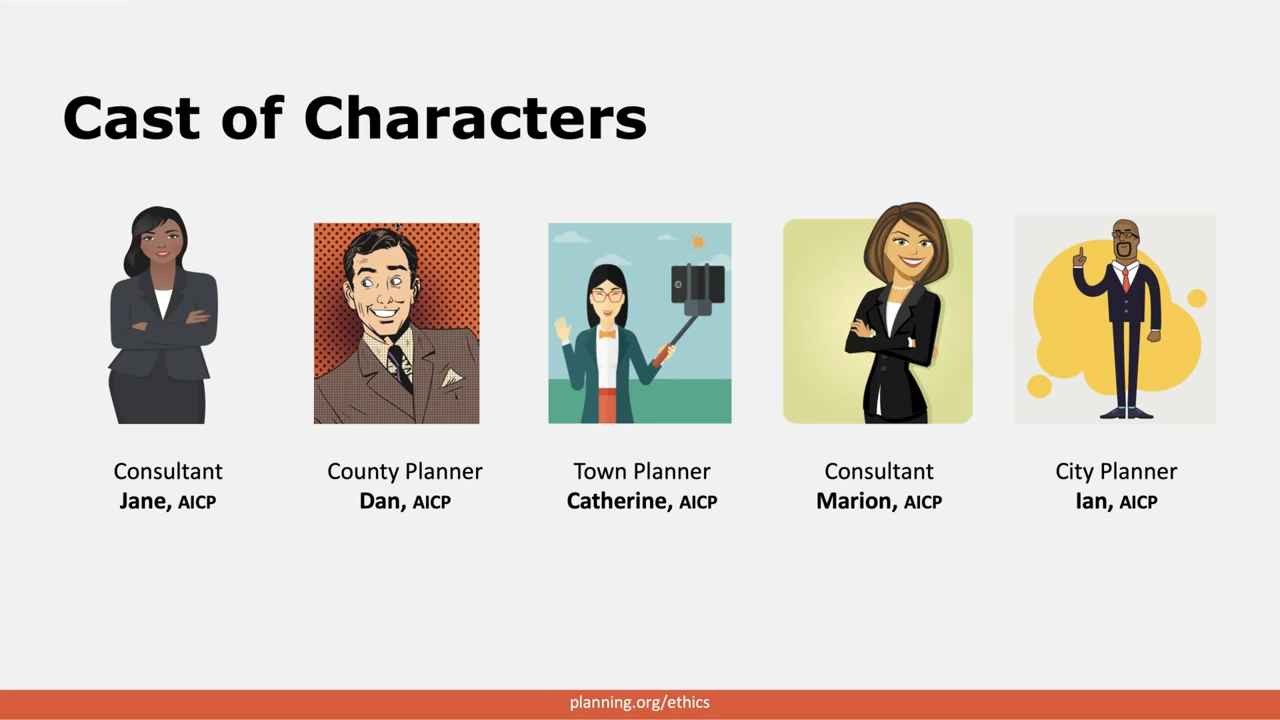 Cast of Characters
Consultant
Jane, AICP
County Planner
Dan, AICP
Town Planner
Catherine, AICP
Consultant
Marion, AICP
City Planner
Ian, AICP
planning.org/ethics